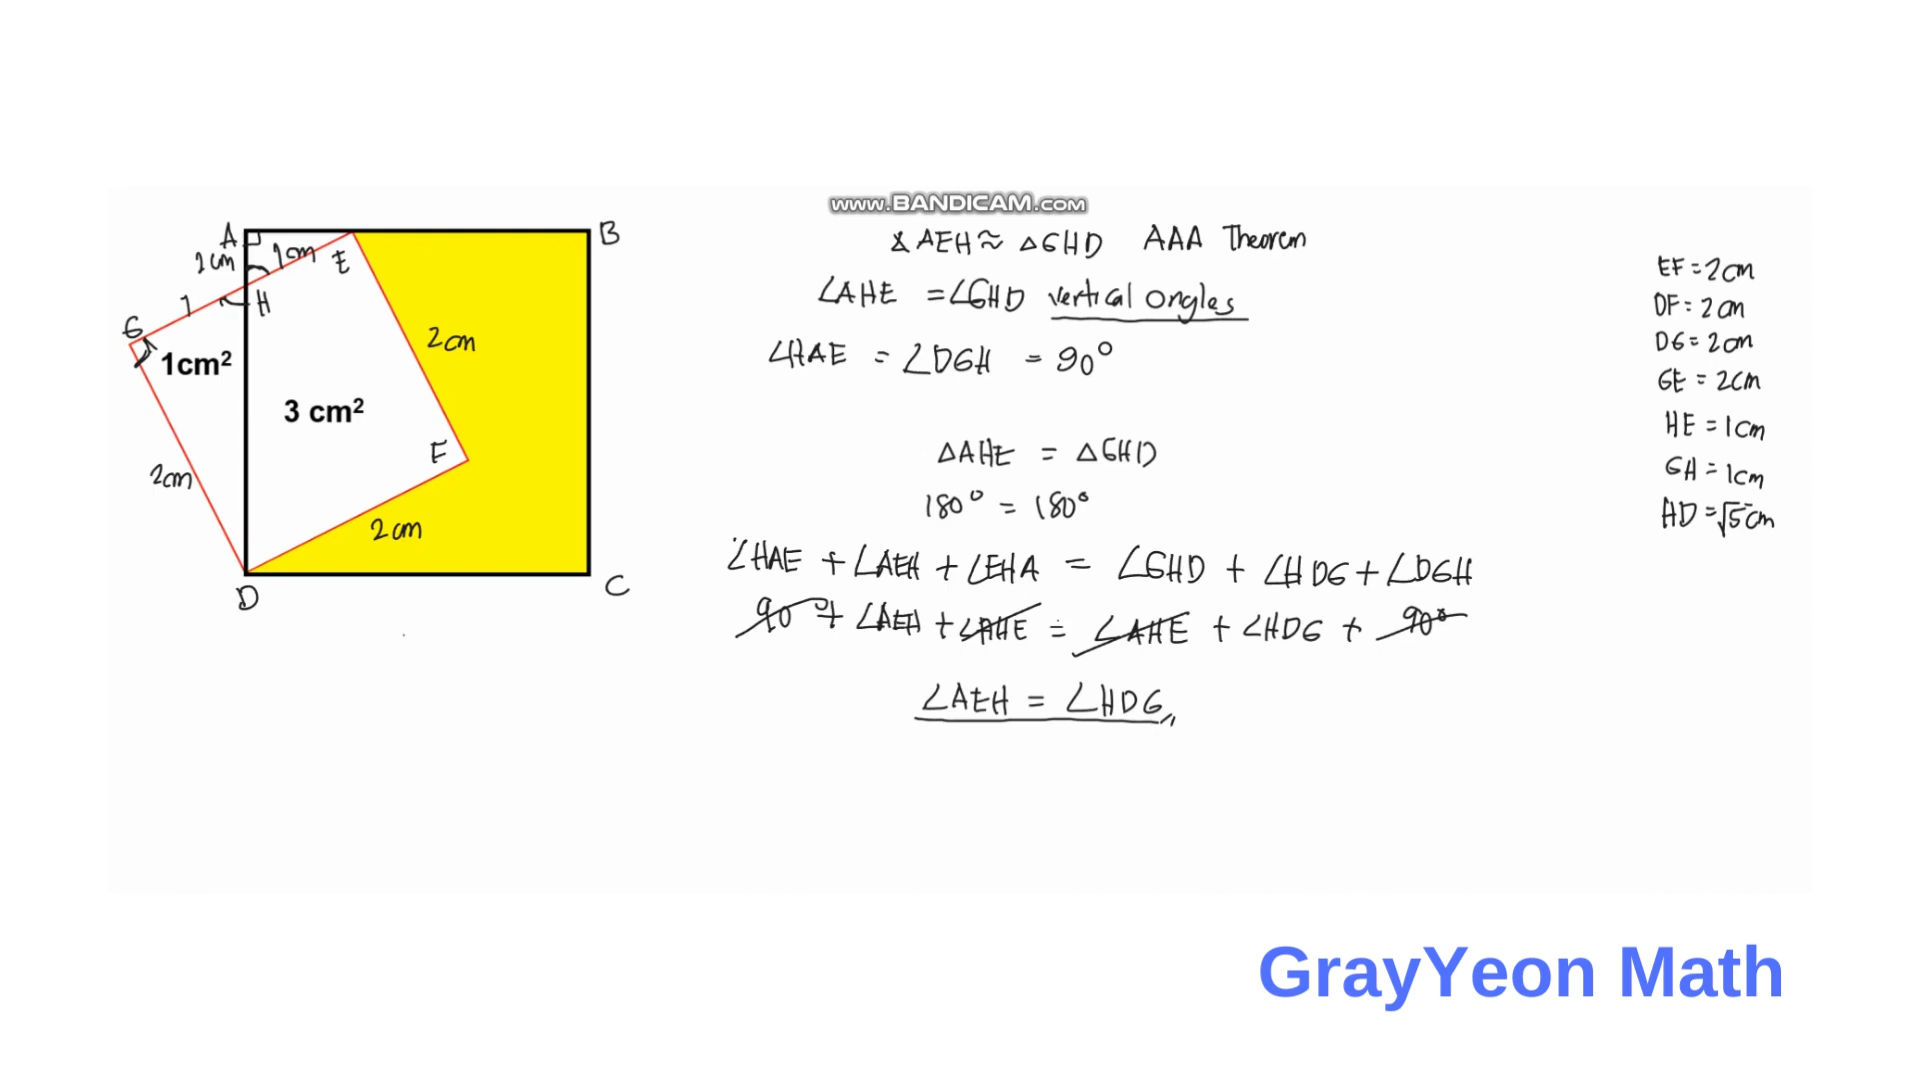 www.BANDICAM.com
A
B
2cm
1cm
E
1
H
G
1cm²
2cm
3 cm²
F
2cm
2cm
D
C
△AEH ≈ △GHD AAA Theorem
∠AHE = ∠GHD vertical angles
∠HAE = ∠DGH = 90°
△AHE = △GHD
180° = 180°
∠HAE + ∠AEH + ∠EHA = ∠GHD + ∠HDG + ∠DGH
90° + ∠AEH + ∠AHE = ∠AHE + ∠HDG + 90°
∠AEH = ∠HDG
EF = 2cm
DF = 2cm
DG = 2cm
GE = 2cm
HE = 1cm
GH = 1cm
HD = √5cm
GrayYeon Math